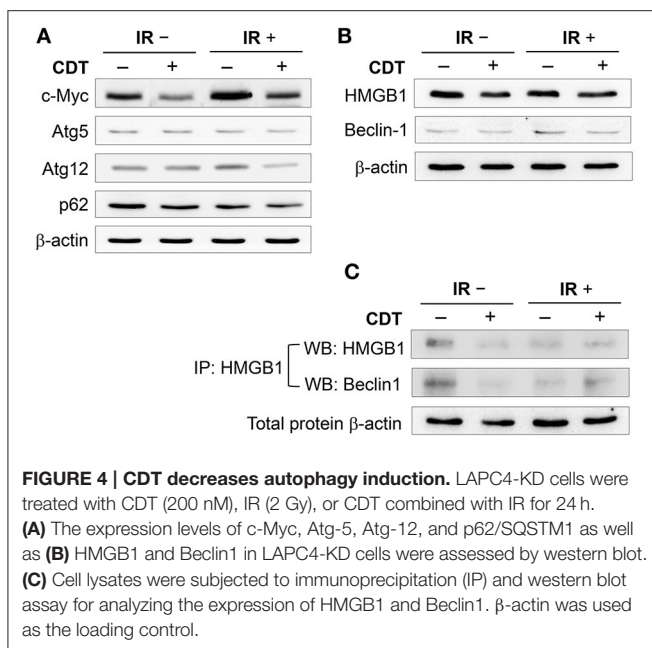 A
IR – IR +
CDT – + – +
c-Myc
Atg5
Atg12
p62
β-actin
B
IR – IR +
CDT – + – +
HMGB1
Beclin-1
β-actin
C
IR – IR +
CDT – + – +
IP: HMGB1
WB: HMGB1
WB: Beclin1
Total protein β-actin
FIGURE 4 | CDT decreases autophagy induction. LAPC4-KD cells were
treated with CDT (200 nM), IR (2 Gy), or CDT combined with IR for 24 h.
(A) The expression levels of c-Myc, Atg-5, Atg-12, and p62/SQSTM1 as well
as (B) HMGB1 and Beclin1 in LAPC4-KD cells were assessed by western blot.
(C) Cell lysates were subjected to immunoprecipitation (IP) and western blot
assay for analyzing the expression of HMGB1 and Beclin1. β-actin was used
as the loading control.